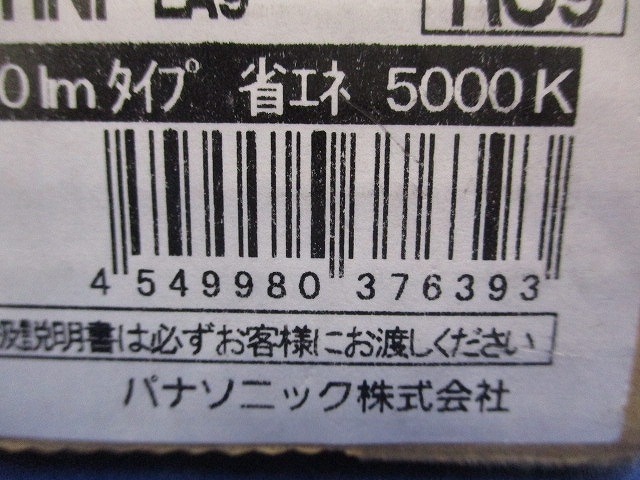 0 lm タイプ 省エネ 5000K
4 549980 376393
説明書は必ずお客様にお渡しください
パナソニック株式会社